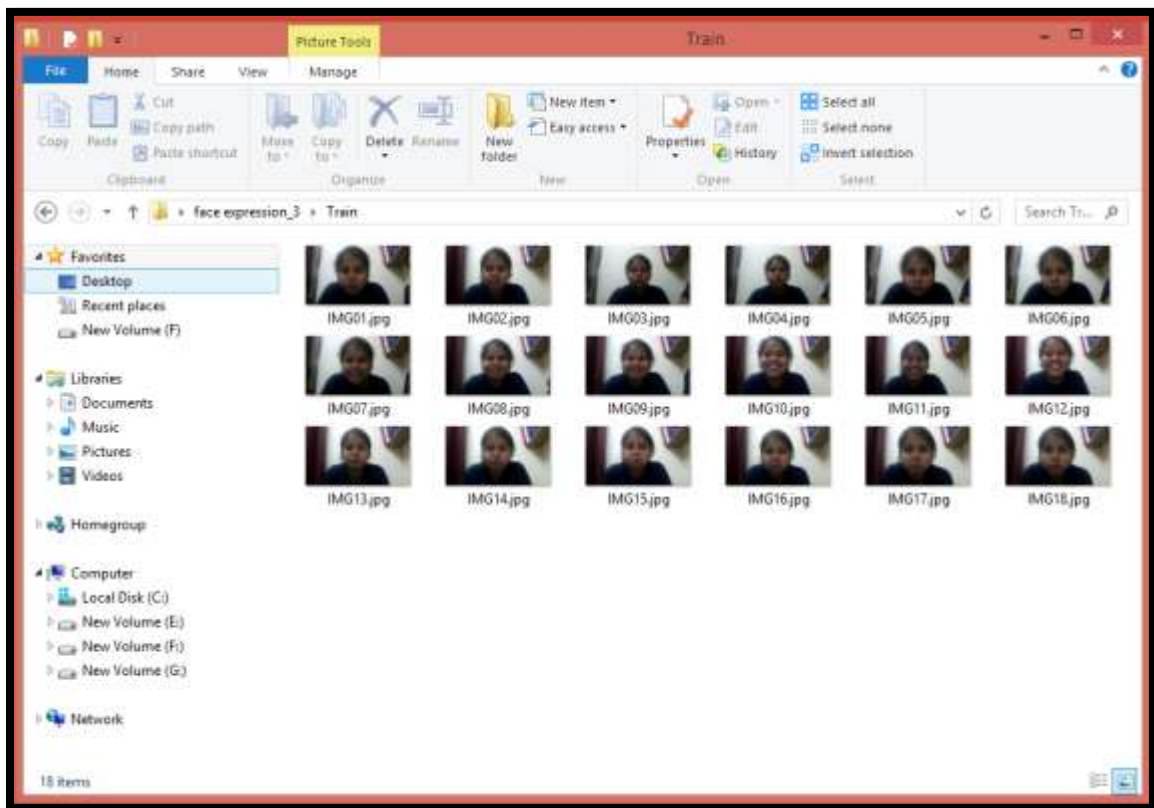 Picture Tools
Train
File Home Share View Manage
Copy
Paste
Cut
Copy path
Paste shortcut
Clipboard
Move to
Copy to
Delete
Rename
Organize
New folder
New item
Easy access
New
Properties
Open
Edit
History
Open
Select all
Select none
Invert selection
Select
face expression_3 Train
Search Tr...
Favorites
Desktop
Recent places
New Volume (F)
Libraries
Documents
Music
Pictures
Videos
Homegroup
Computer
Local Disk (C:)
New Volume (E:)
New Volume (F:)
New Volume (G:)
Network
IMG01.jpg IMG02.jpg IMG03.jpg IMG04.jpg IMG05.jpg IMG06.jpg
IMG07.jpg IMG08.jpg IMG09.jpg IMG10.jpg IMG11.jpg IMG12.jpg
IMG13.jpg IMG14.jpg IMG15.jpg IMG16.jpg IMG17.jpg IMG18.jpg
18 items